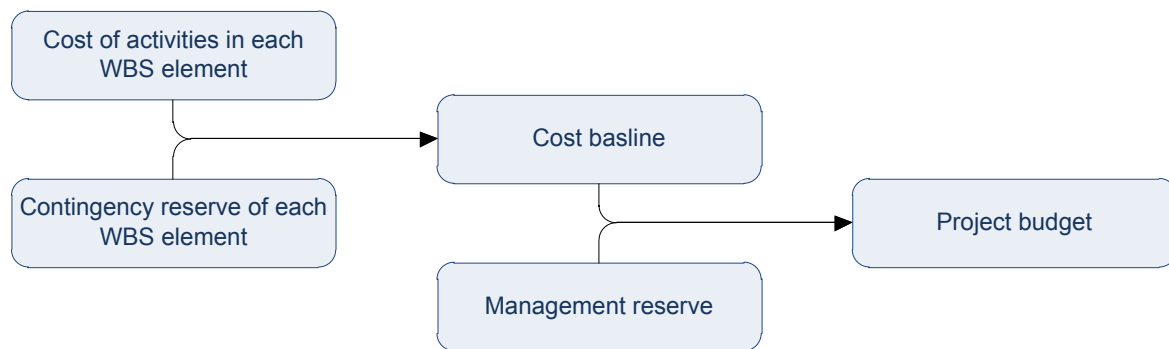 Cost of activities in each
WBS element
Cost basline
Contingency reserve of each
WBS element
Project budget
Management reserve